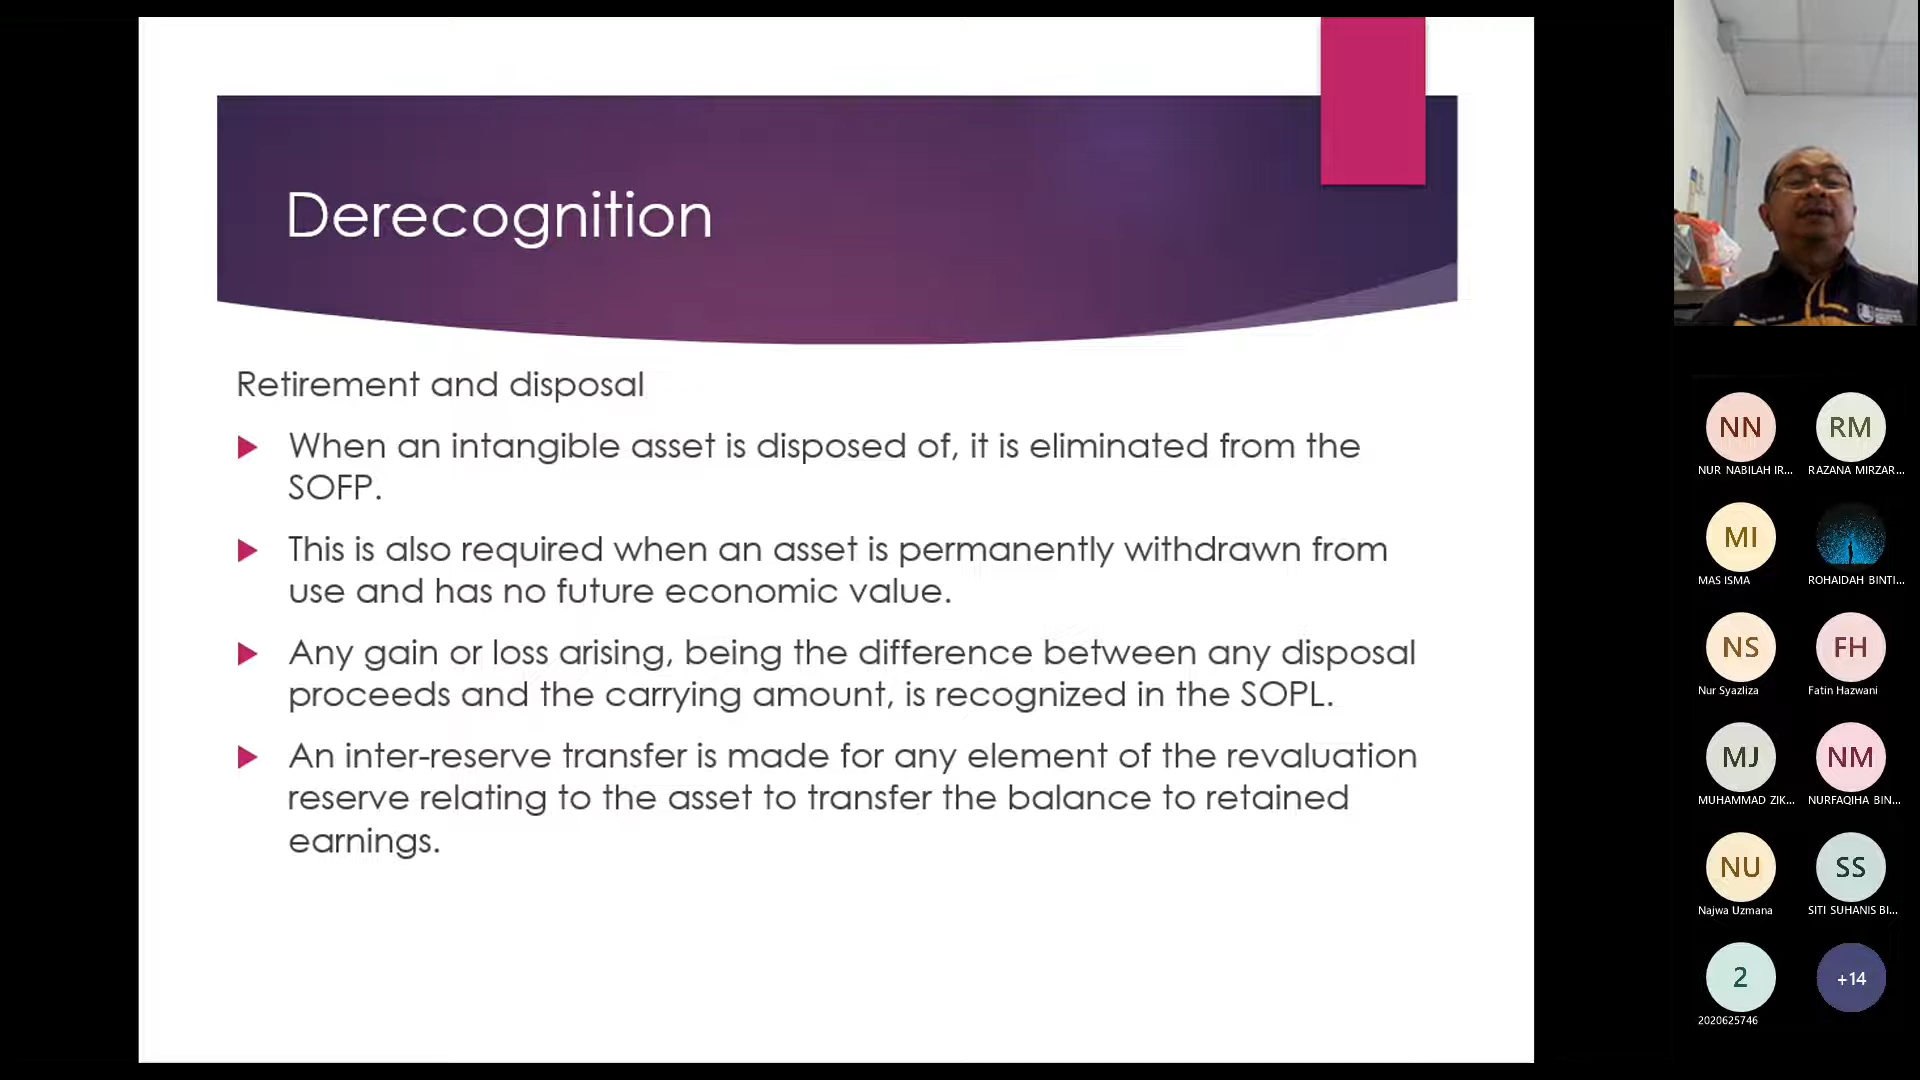 Derecognition
Retirement and disposal
When an intangible asset is disposed of, it is eliminated from the
SOFP.
This is also required when an asset is permanently withdrawn from
use and has no future economic value.
Any gain or loss arising, being the difference between any disposal
proceeds and the carrying amount, is recognized in the SOPL.
An inter-reserve transfer is made for any element of the revaluation
reserve relating to the asset to transfer the balance to retained
earnings.
NN
RM
NUR NABILAH IR...
RAZANA MIRZAR...
MI
MAS ISMA
ROHAIDAH BINTI...
NS
FH
Nur Syazliza
Fatin Hazwani
MJ
NM
MUHAMMAD ZIK...
NURFAQIHA BIN...
NU
SS
Najwa Uzmana
SITI SUHANIS BI...
2
+14
2020625746